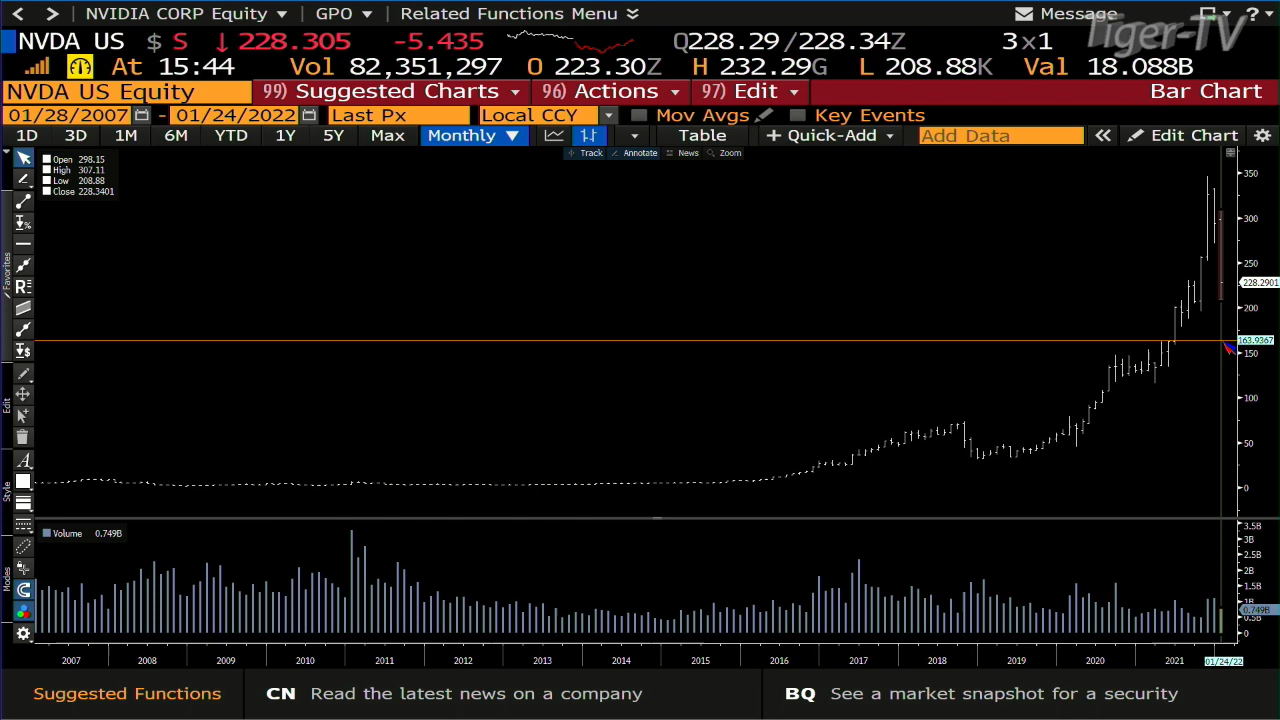 NVIDIA CORP Equity GPO Related Functions Menu Message ?
Tiger-TV
NVDA US $ S ↓ 228.305 -5.435 Q228.29/228.34Z 3x1
At 15:44 Vol 82,351,297 O 223.30Z H 232.29G L 208.88K Val 18.088B
NVDA US Equity 99) Suggested Charts 96) Actions 97) Edit Bar Chart
01/28/2007 - 01/24/2022 Last Px Local CCY Mov Avgs Key Events
1D 3D 1M 6M YTD 1Y 5Y Max Monthly ▼ Table + Quick-Add Add Data « Edit Chart
Track Annotate News Zoom
Open 298.15
High 307.11
Low 208.88
Close 228.3401
350
300
250
228.2901
200
163.9367
150
100
50
0
Favorites
Edit
Style
Modes
Volume 0.749B
3.5B
3B
2.5B
2B
1.5B
1B
0.749B
0.5B
0
2007 2008 2009 2010 2011 2012 2013 2014 2015 2016 2017 2018 2019 2020 2021 01/24/22
Suggested Functions CN Read the latest news on a company BQ See a market snapshot for a security